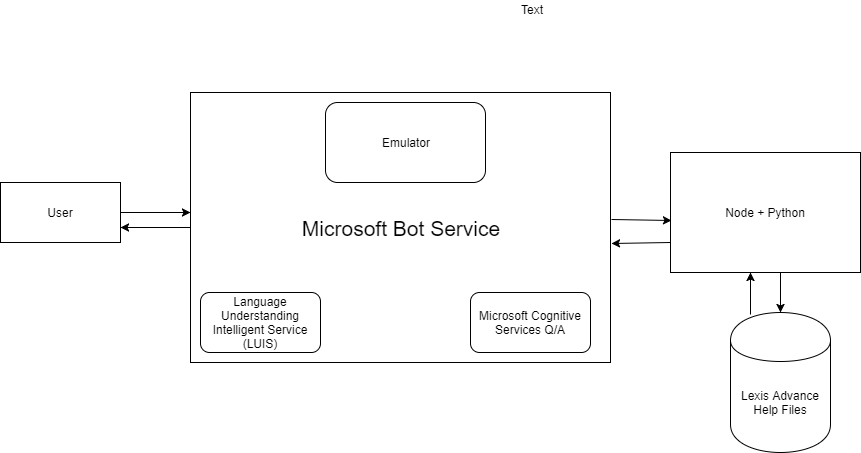 Text
Emulator
User
Microsoft Bot Service
Node + Python
Language
Understanding
Intelligent Service
(LUIS)
Microsoft Cognitive
Services Q/A
Lexis Advance
Help Files